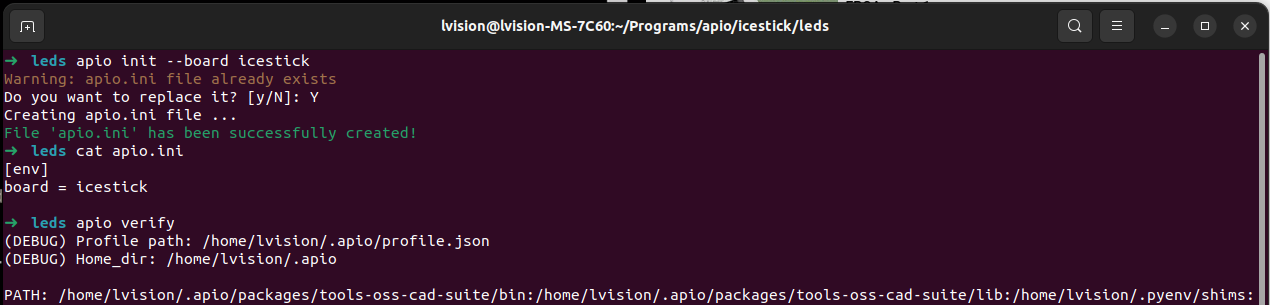 lvision@lvision-MS-7C60:~/Programs/apio/icestick/leds
➜ leds apio init --board icestick
Warning: apio.ini file already exists
Do you want to replace it? [y/N]: Y
Creating apio.ini file ...
File 'apio.ini' has been successfully created!
➜ leds cat apio.ini
[env]
board = icestick
➜ leds apio verify
(DEBUG) Profile path: /home/lvision/.apio/profile.json
(DEBUG) Home_dir: /home/lvision/.apio
PATH: /home/lvision/.apio/packages/tools-oss-cad-suite/bin:/home/lvision/.apio/packages/tools-oss-cad-suite/lib:/home/lvision/.pyenv/shims: